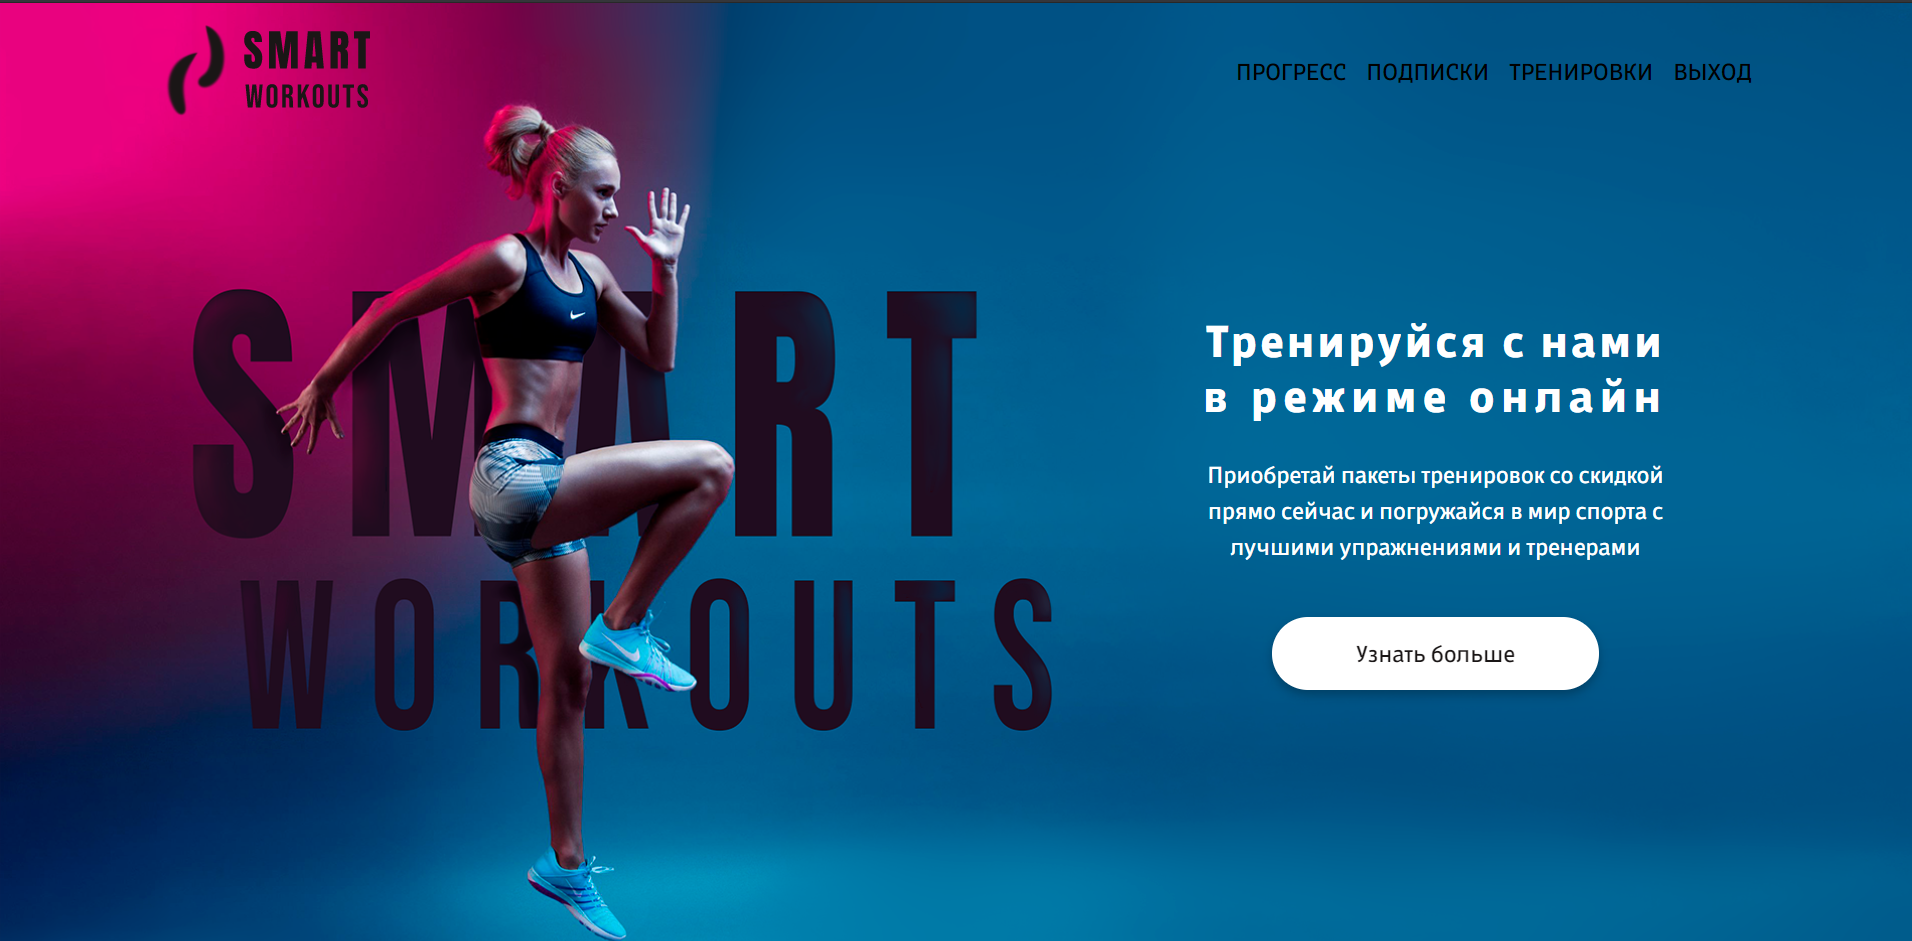 SMART
WORKOUTS
ПРОГРЕСС ПОДПИСКИ ТРЕНИРОВКИ ВЫХОД
SMART
WORKOUTS
Тренируйся с нами
в режиме онлайн
Приобретай пакеты тренировок со скидкой
прямо сейчас и погружайся в мир спорта с
лучшими упражнениями и тренерами
Узнать больше